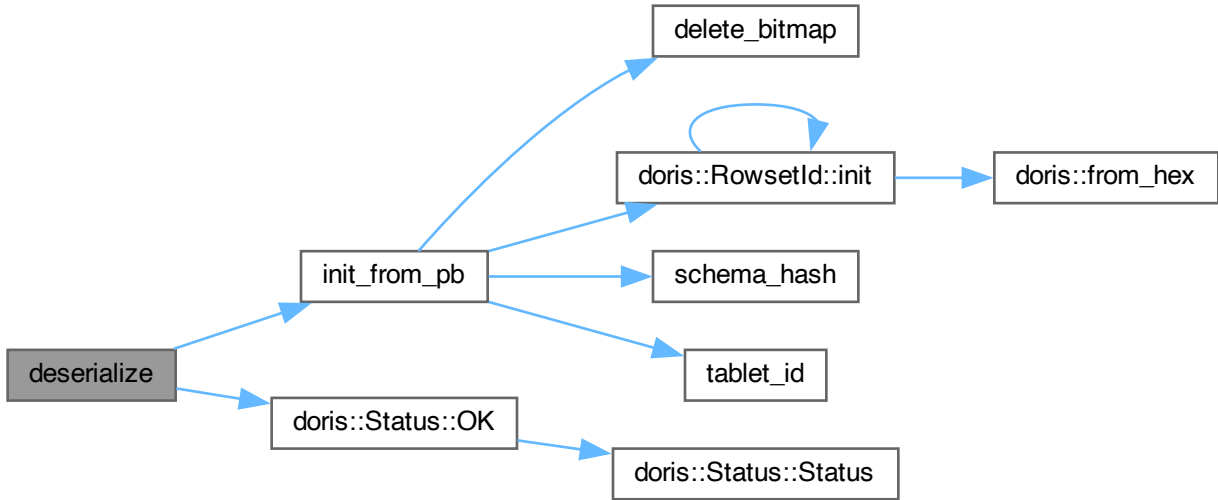 delete_bitmap
doris::RowsetId::init
doris::from_hex
init_from_pb
schema_hash
deserialize
tablet_id
doris::Status::OK
doris::Status::Status